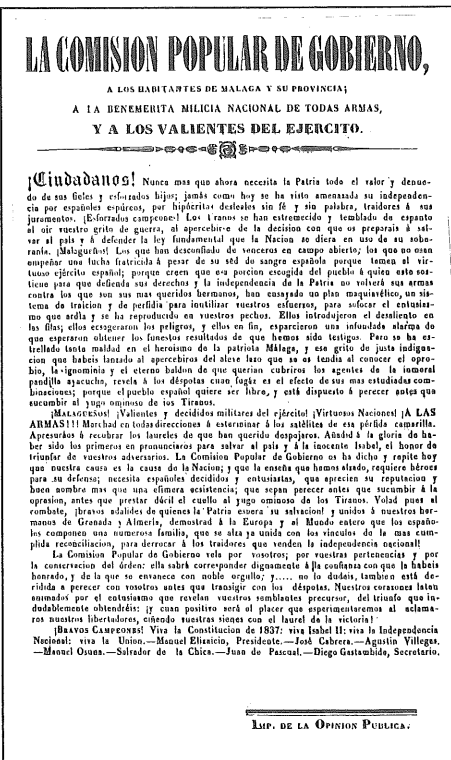 LA COMISION POPULAR DE GOBIERNO,
A LOS HABITANTES DE MALAGA Y SU PROVINCIA;
A LA BENEMERITA MILICIA NACIONAL DE TODAS ARMAS,
Y A LOS VALIENTES DEL EJERCITO.
¡Ciudadanos! Nunca mas que ahora necesita la Patria todo el valor y denue-
do de sus fieles y esforzados hijos; jamás como hoy se ha visto amenazada su independen-
cia por españoles espúreos, por hipócritas desleales sin fé y sin palabra, traidores á sus
juramentos. ¡Esforzados campeones! Los tiranos se han estremecido y temblado de espanto
al oir vuestro grito de guerra, al apercibirse de la decision con que os preparais á sal-
var al pais y á defender la ley fundamental que la Nacion se diera en uso de su sobe-
ranía. ¡Malagueños! Los que han desconfiado de venceros en campo abierto; los que no osan
empeñar una lucha fratricida á pesar de su sed de sangre española porque temen al vir-
tuoso ejército español; porque creen que esa porcion escogida del pueblo á quien este sos-
tiene para que defienda sus derechos y la independencia de la Patria no volverá sus armas
contra los que son sus mas queridos hermanos, han ensayado un plan maquiavélico, un sis-
tema de traicion y de perfidia para inutilizar vuestros esfuerzos, para sofocar el entusias-
mo que ardia y se ha reproducido en vuestros pechos. Ellos introdujeron el desaliento en
las filas; ellos ecsageraron los peligros, y ellos en fin, esparcieron una infundada alarma de
que esperaron obtener los funestos resultados de que hemos sido testigos. Pero se ha es-
trellado tanta maldad en el heroismo de la patriota Málaga, y ese grito de justa indigna-
cion que habeis lanzado al apercibiros del aleve lazo que se os tendia al conocer el opro-
bio, la ignominia y el eterno baldon de que querian cubriros los agentes de la inmoral
pandilla ayacucho, revela á los déspotas cuan fugáz es el efecto de sus mas estudiadas com-
binaciones; porque el pueblo español quiere ser libre, y está dispuesto á perecer antes que
sucumbir al yugo ominoso de los Tiranos.
¡MALAGUEÑOS! ¡Valientes y decididos militares del ejército! ¡Virtuosos Nacionales! ¡A LAS
ARMAS!!! Marchad en todas direcciones á esterminar á los satélites de esa pérfida camarilla.
Apresuráos á recobrar los laureles de que han querido despojaros. Añadid á la gloria de ha-
ber sido los primeros en pronunciaros para salvar al pais y á la inocente Isabel, el honor de
triunfar de vuestros adversarios. La Comision Popular de Gobierno os ha dicho y repite hoy
que nuestra causa es la causa de la Nacion; y que la enseña que hemos alzado, requiere héroes
para su defensa; necesita españoles decididos y entusiastas, que aprecien su reputacion y
buen nombre mas que una efimera ecsistencia; que sepan perecer antes que sucumbir á la
opresion, antes que prestar dócil el cuello al yugo ominoso de los Tiranos. Volad pues al
combate, ¡bravos adalides de quienes la Patria espera su salvacion! y unidos á nuestros her-
manos de Granada y Almeria, demostrad á la Europa y al Mundo entero que los españo-
les componen una numerosa familia, que se alza ya unida con los vinculos de la mas cum-
plida reconciliacion, para derrocar á los traidores que venden la independencia nacional!
La Comision Popular de Gobierno vela por vosotros; por vuestras pertenencias y por
la conservacion del órden: ella sabrá corresponder dignamente á la confianza con que la habeis
honrado, y de la que se envanece con noble orgullo; y..... no lo dudais, tambien está de-
cidida a perecer con vosotros antes que transigir con los déspotas. Nuestros corazones laten
animados por el entusiasmo que revelan vuestros semblantes precursor, del triunfo que in-
dudablemente obtendréis: ¡y cuan positivo será el placer que esperimentaremos al aclama-
ros nuestros libertadores, ciñendo vuestras sienes con el laurel de la victoria!
¡BRAVOS CAMPEONES! Viva la Constitucion de 1837: viva Isabel II: viva la Independencia
Nacional: viva la Union.—Manuel Elizaicin, Presidente.—José Cabrera.—Agustin Villegas.
—Manuel Osuna.—Salvador de la Chica.—Juan de Pascual.—Diego Gastambide, Secretario.
IMP. DE LA OPINION PUBLICA.